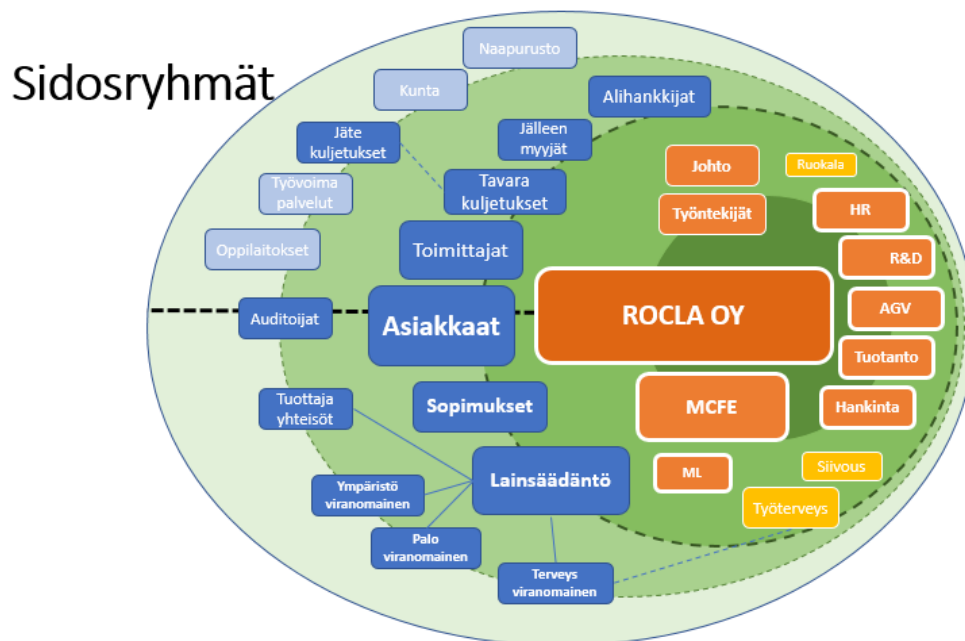 Sidosryhmät
Naapurusto
Kunta
Alihankkijat
Jäte
kuljetukset
Jälleen
myyjät
Johto
Ruokala
Työvoima
palvelut
Tavara
kuljetukset
Työntekijät
HR
Oppilaitokset
Toimittajat
R&D
Auditoijat
Asiakkaat
ROCLA OY
AGV
Tuotanto
Tuottaja
yhteisöt
Sopimukset
MCFE
Hankinta
Lainsäädäntö
ML
Siivous
Ympäristö
viranomainen
Työterveys
Palo
viranomainen
Terveys
viranomainen